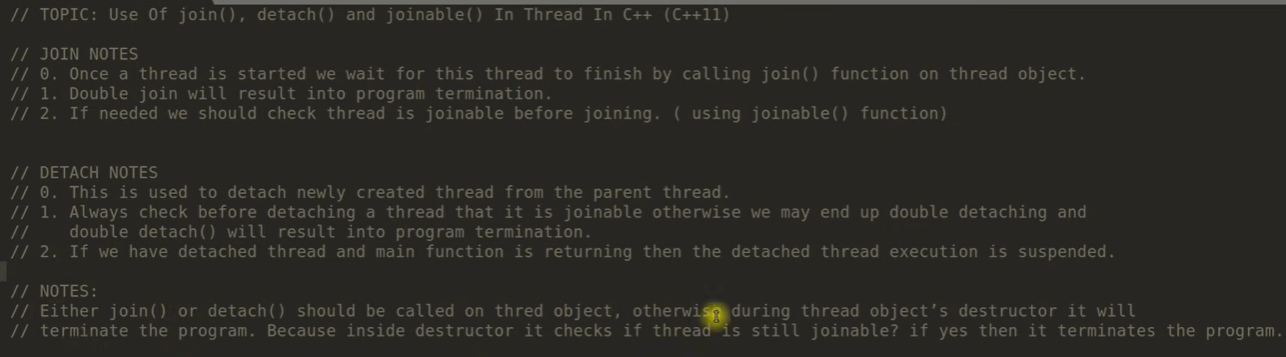 // TOPIC: Use Of join(), detach() and joinable() In Thread In C++ (C++11)
// JOIN NOTES
// 0. Once a thread is started we wait for this thread to finish by calling join() function on thread object.
// 1. Double join will result into program termination.
// 2. If needed we should check thread is joinable before joining. ( using joinable() function)
// DETACH NOTES
// 0. This is used to detach newly created thread from the parent thread.
// 1. Always check before detaching a thread that it is joinable otherwise we may end up double detaching and
//    double detach() will result into program termination.
// 2. If we have detached thread and main function is returning then the detached thread execution is suspended.
// NOTES:
// Either join() or detach() should be called on thred object, otherwise during thread object’s destructor it will
// terminate the program. Because inside destructor it checks if thread is still joinable? if yes then it terminates the program.